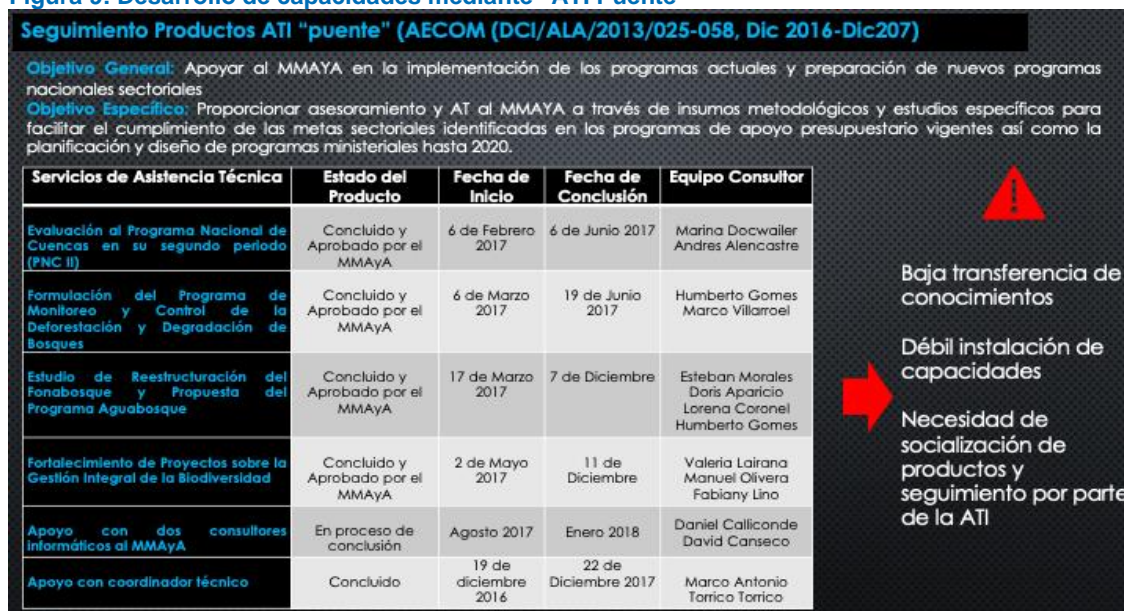 Figura 9: Desarrollo de capacidades mediante "ATI Puente"
Seguimiento Productos ATI "puente" (AECOM (DCI/ALA/2013/025-058, Dic 2016-Dic207)
Objetivo General: Apoyar al MMAYA en la implementación de los programas actuales y preparación de nuevos programas
nacionales sectoriales
Objetivo Específico: Proporcionar asesoramiento y AT al MMAYA a través de insumos metodológicos y estudios específicos para
facilitar el cumplimiento de las metas sectoriales identificadas en los programas de apoyo presupuestario vigentes así como la
planificación y diseño de programas ministeriales hasta 2020.
Servicios de Asistencia Técnica Estado del Fecha de Fecha de Equipo Consultor
Producto Inicio Conclusión
Evaluación al Programa Nacional de Concluido y 6 de Febrero 6 de Junio 2017 Marina Docwailer
Cuencas en su segundo periodo Aprobado por el 2017 Andres Alencastre
(PNC II) MMAyA
Formulación del Programa de Concluido y 6 de Marzo 19 de Junio Humberto Gomes
Monitoreo y Control de la Aprobado por el 2017 2017 Marco Villarroel
Deforestación y Degradación de MMAyA
Bosques
Estudio de Reestructuración del Concluido y 17 de Marzo 7 de Diciembre Esteban Morales
Fonabosque y Propuesta del Aprobado por el 2017 Doris Aparicio
Programa Aguabosque MMAyA Lorena Coronel
Humberto Gomes
Fortalecimiento de Proyectos sobre la Concluido y 2 de Mayo 11 de Valeria Lairana
Gestión Integral de la Biodiversidad Aprobado por el 2017 Diciembre Manuel Olivera
MMAyA Fabiany Lino
Apoyo con dos consultores En proceso de Agosto 2017 Enero 2018 Daniel Calliconde
informáticos al MMAyA conclusión David Canseco
Apoyo con coordinador técnico Concluido 19 de 22 de Marco Antonio
diciembre Diciembre 2017 Torrico Torrico
2016
Baja transferencia de
conocimientos
Débil instalación de
capacidades
Necesidad de
socialización de
productos y
seguimiento por parte
de la ATI